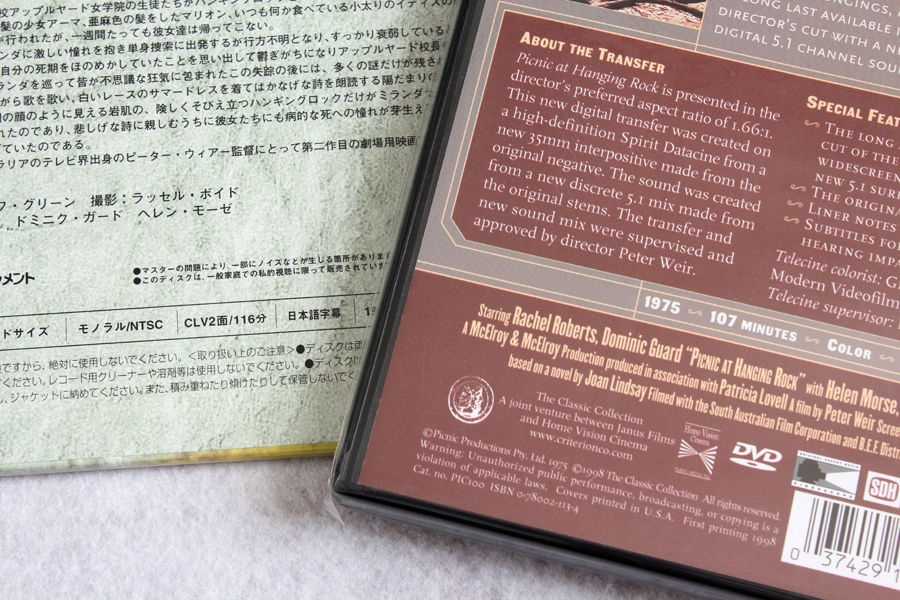 校アップルヤード女学院の生徒たちがハンギングロッ
髪の少女アーマ、亜麻色の髪をしたマリオン、いつも何か食べている小太りのイディスの
が行われたが、一週間たっても彼女達は帰ってこない。
ンダに激しい憧れを抱き単身捜索に出発するが行方不明となり、すっかり衰弱している
自分の死期をほのめかしていたことを思い出して鬱ぎがちになりアップルヤード校長
ランダを巡って皆が不思議な狂気に包まれたこの失踪の後には、多くの謎だけが残さ
がら歌を歌い、白いレースのサマードレスを着てはかなげな詩を朗読する陽だまりの
の顔のように見える岩肌の、険しくそびえ立つハンギングロックだけがミランダ
れたのであり、悲しげな詩に親しむうちに彼女たちにも病的な死への憧れが芽生え
ていたのである。
ラリアのテレビ界出身のピーター・ウィアー監督にとって第二作目の劇場用映画
フ・グリーン 撮影:ラッセル・ボイド
ドミニク・ガード ヘレン・モーゼ
メント
●マスターの問題により、一部にノイズなどが生じる箇所があります
●このディスクは、一般家庭での私的視聴に限って販売されています
ドサイズ モノラル/NTSC CLV2面/116分 日本語字幕
ですから、絶対に使用しないでください。〈取り扱い上のご注意〉●ディスクは両
ください。レコード用クリーナーや溶剤等は使用しないでください。●ディスクに
、ジャケットに納めてください。また、積み重ねたり傾けたりして保管しないでく
LONG LAST AVAILABLE
DIRECTOR'S CUT WITH A NE
DIGITAL 5.1 CHANNEL SOU
ABOUT THE TRANSFER
Picnic at Hanging Rock is presented in the
director's preferred aspect ratio of 1.66:1.
This new digital transfer was created on
a high-definition Spirit Datacine from a
new 35mm interpositive made from the
original negative. The sound was created
from a new discrete 5.1 mix made from
the original stems. The transfer and
new sound mix were supervised and
approved by director Peter Weir.
SPECIAL FEAT
THE LONG
CUT OF THE
WIDESCREEN
NEW 5.1 SURR
THE ORIGINA
LINER NOTES
SUBTITLES FO
HEARING IMPA
Telecine colorist: G
Modern Videofilm
Telecine supervisor:
1975 107 MINUTES COLOR
Starring Rachel Roberts, Dominic Guard "PICNIC AT HANGING ROCK" with Helen Morse,
A McElroy & McElroy Production produced in association with Patricia Lovell A film by Peter Weir Scree
based on a novel by Joan Lindsay Filmed with the South Australian Film Corporation and B.E.F. Distri
The Classic Collection
A joint venture between Janus Films
and Home Vision Cinema
www.criterionco.com
Home Vision
Cinema
DVD
SDH
©Picnic Productions Pty. Ltd. 1975 ©1998 The Classic Collection All rights reserved.
Warning: Unauthorized public performance, broadcasting, or copying is a
violation of applicable laws. Covers printed in U.S.A. First printing 1998
Cat. no. PIC100 ISBN 0-78002-113-4
0 37429 1